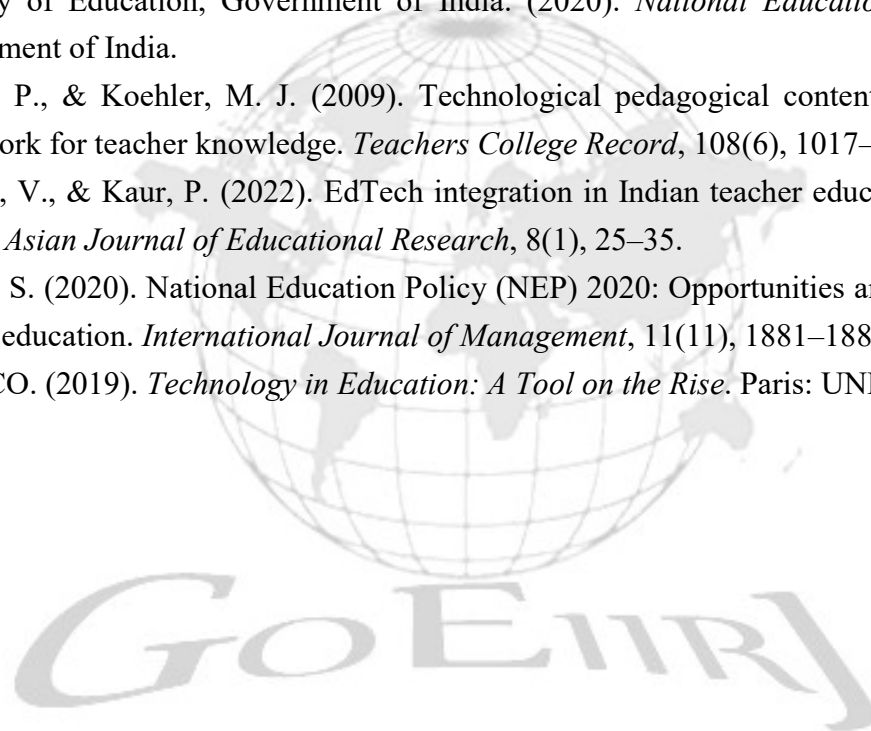 y of Education, Government of India. (2020). National Educatio
ment of India.
P., & Koehler, M. J. (2009). Technological pedagogical content
ork for teacher knowledge. Teachers College Record, 108(6), 1017–
, V., & Kaur, P. (2022). EdTech integration in Indian teacher educ
Asian Journal of Educational Research, 8(1), 25–35.
S. (2020). National Education Policy (NEP) 2020: Opportunities a
education. International Journal of Management, 11(11), 1881–188
CO. (2019). Technology in Education: A Tool on the Rise. Paris: UN
GOEIIRJ